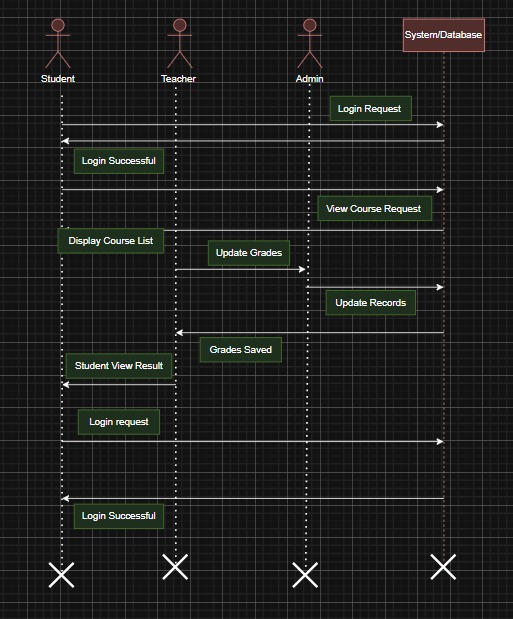 System/Database
Student
Teacher
Admin
Login Request
Login Successful
View Course Request
Display Course List
Update Grades
Update Records
Grades Saved
Student View Result
Login request
Login Successful